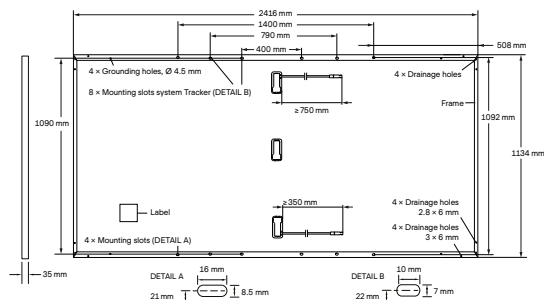 2416 mm
1400 mm
790 mm
400 mm
508 mm
4 × Grounding holes, Ø 4.5 mm
4 × Drainage holes
8 × Mounting slots system Tracker (DETAIL B)
Frame
≥750 mm
1090 mm
1092 mm
1134 mm
≥350 mm
4 × Drainage holes
2.8 × 6 mm
Label
4 × Drainage holes
3 × 6 mm
4 × Mounting slots (DETAIL A)
35 mm
DETAIL A
16 mm
21 mm
8.5 mm
DETAIL B
10 mm
22 mm
7 mm